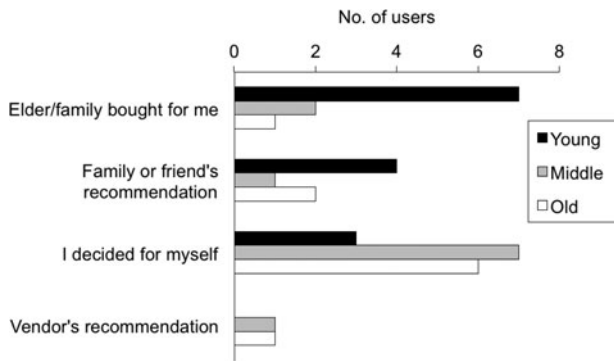 No. of users
0 2 4 6 8
Elder/family bought for me
Family or friend's
recommendation
I decided for myself
Vendor's recommendation
Young
Middle
Old